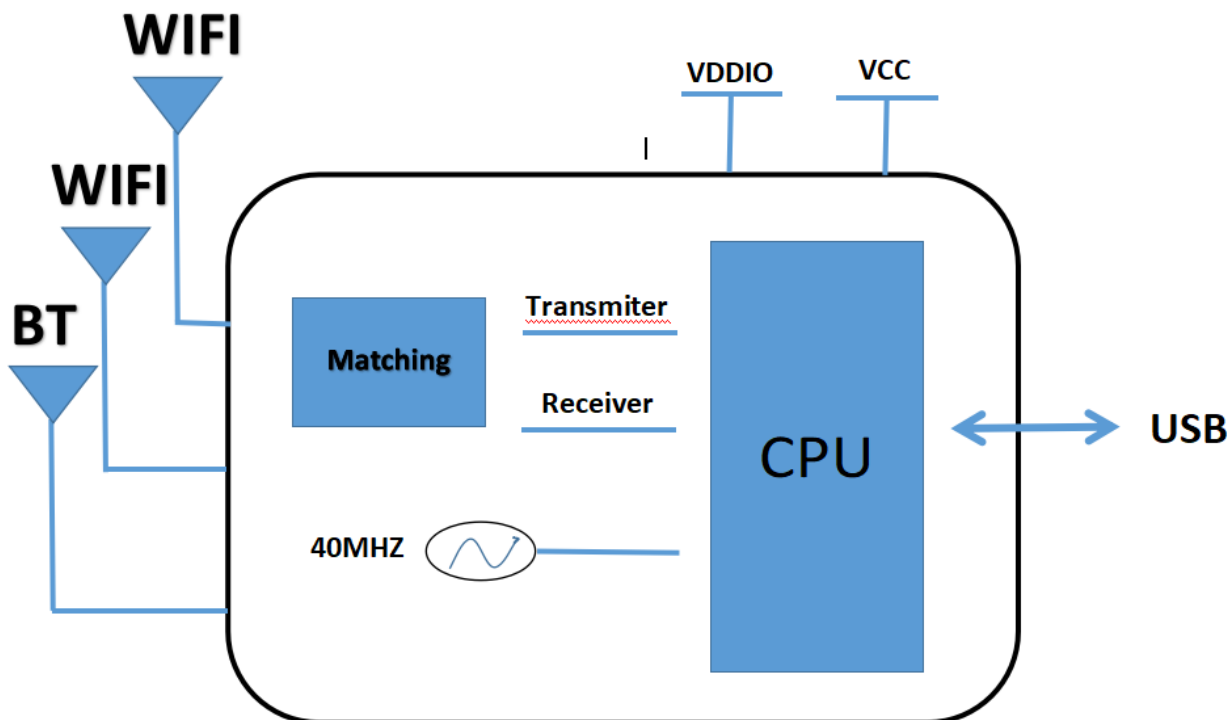 WIFI
VDDIO
VCC
WIFI
Transmiter
BT
Matching
Receiver
CPU
USB
40MHZ